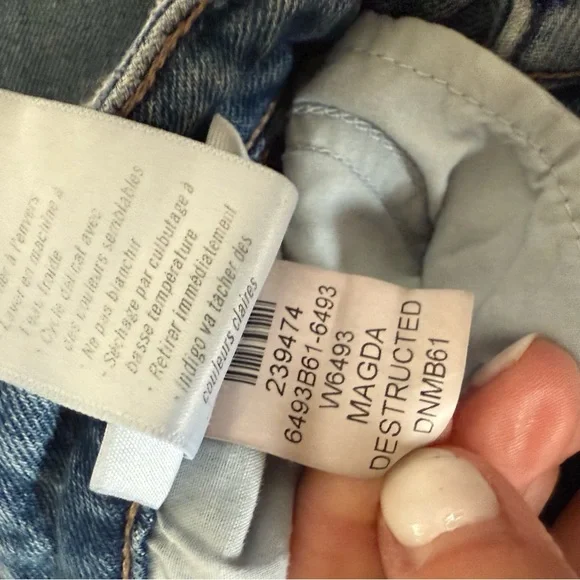 à l'envers
Laver en machine à
l'eau froide
· Cycle délicat avec
des couleurs semblables
· Ne pas blanchir
· Séchage par culbutage à
basse température
· Retirer immédiatement
· Indigo va tacher des
couleurs claires
239474
6493B61-6493
W6493
MAGDA
DESTRUCTED
DNMB61